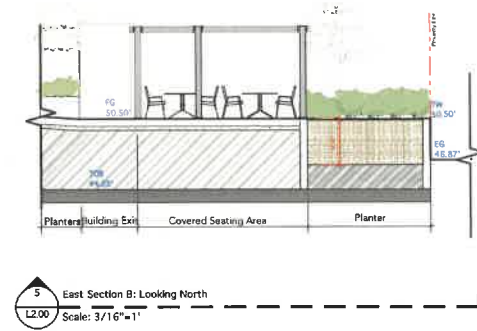 FG
50.50'
TW
50.50'
EG
46.87'
Planters
Building Exit
Covered Seating Area
Planter
5
L2.00
East Section B: Looking North
Scale: 3/16"=1'